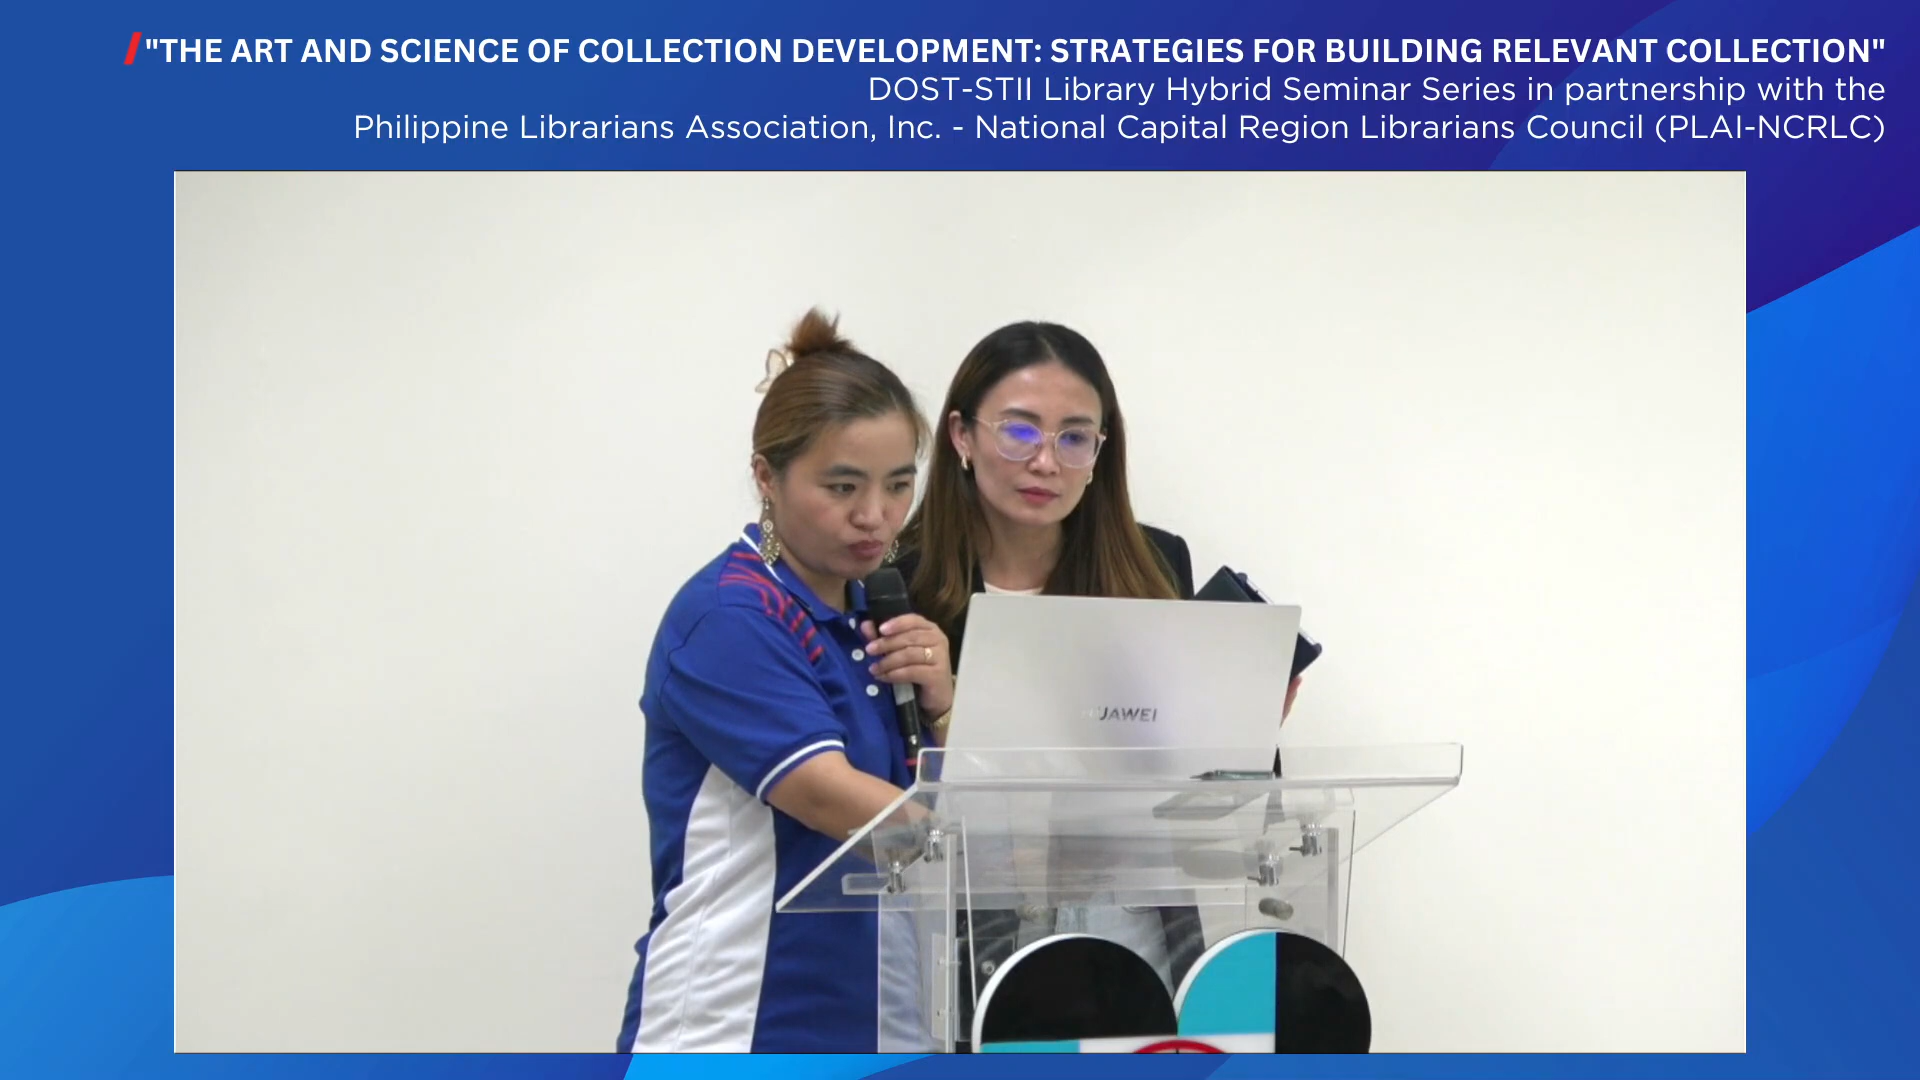 "THE ART AND SCIENCE OF COLLECTION DEVELOPMENT: STRATEGIES FOR BUILDING RELEVANT COLLECTION"
DOST-STII Library Hybrid Seminar Series in partnership with the
Philippine Librarians Association, Inc. - National Capital Region Librarians Council (PLAI-NCRLC)
HUAWEI